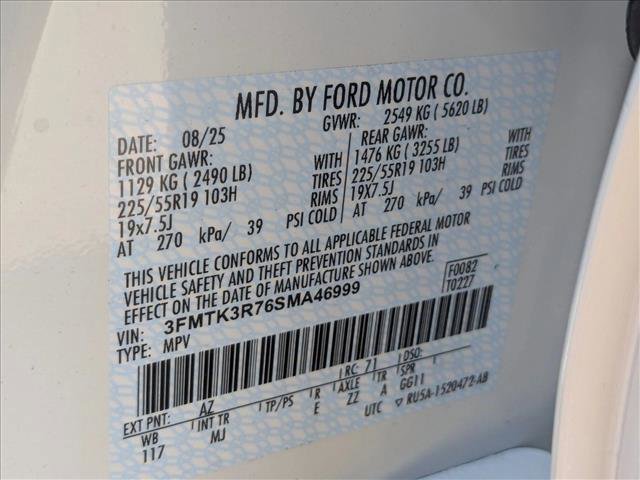 MFD. BY FORD MOTOR CO.
DATE: 08/25 GVWR: 2549 KG ( 5620 LB)
FRONT GAWR: REAR GAWR:
1129 KG ( 2490 LB) WITH 1476 KG ( 3255 LB) WITH
225/55R19 103H TIRES 225/55R19 103H TIRES
19x7.5J RIMS 19X7.5J RIMS
AT 270 kPa/ 39 PSI COLD AT 270 kPa/ 39 PSI COLD
THIS VEHICLE CONFORMS TO ALL APPLICABLE FEDERAL MOTOR
VEHICLE SAFETY AND THEFT PREVENTION STANDARDS IN
EFFECT ON THE DATE OF MANUFACTURE SHOWN ABOVE.
F0082
T0227
VIN: 3FMTK3R76SMA46999
TYPE: MPV
EXT PNT: AZ RC: 71 DSO:
WB INT TR TP/PS R AXLE TR SPR
117 MJ E ZZ A GG11
UTC ▽ RU5A-1520472-AB